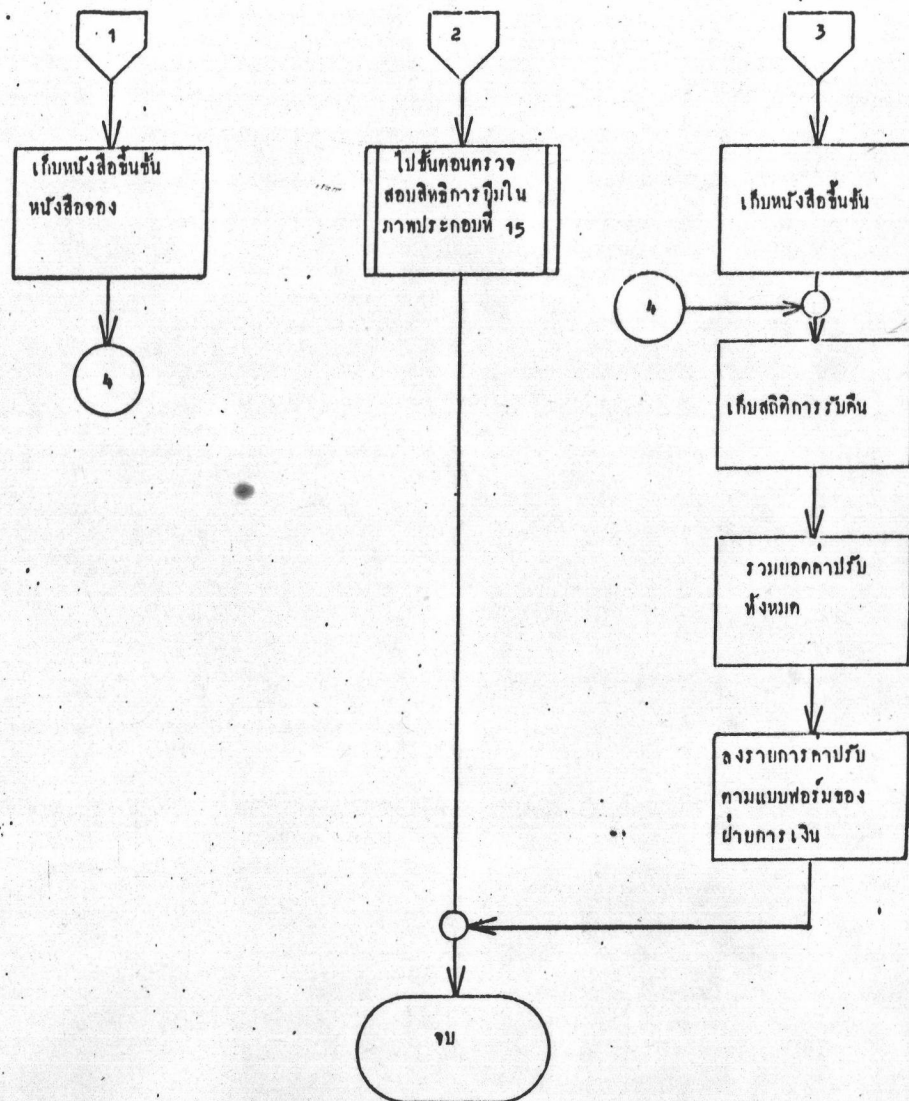 1
2
3
เก็บหนังสือขึ้นชั้น
หนังสือจอง
ไปขั้นตอนตรวจ
สอบสิทธิการยืมใน
ภาพประกอบที่ 15
เก็บหนังสือขึ้นชั้น
4
4
เก็บสถิติการรับคืน
รวมยอดค่าปรับ
ทั้งหมด
ลงรายการค่าปรับ
ตามแบบฟอร์มของ
ฝ่ายการเงิน
จบ